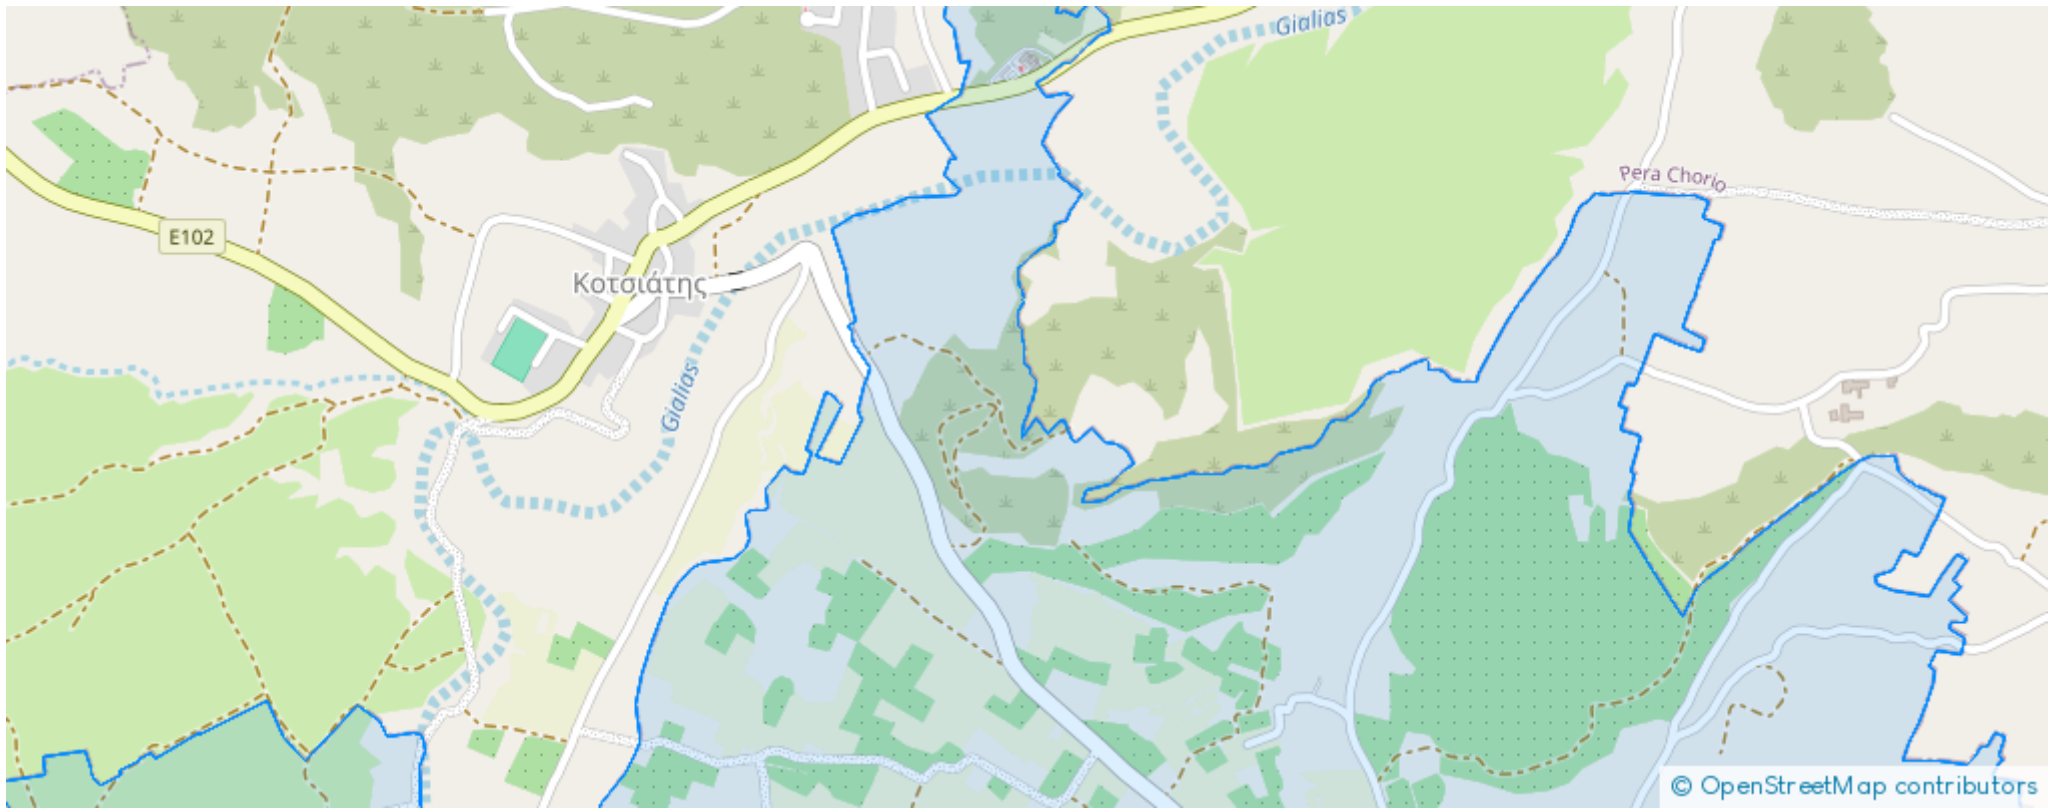 Gialias
Pera Chorio
E102
Κοτσιάτης
Gialias
© OpenStreetMap contributors